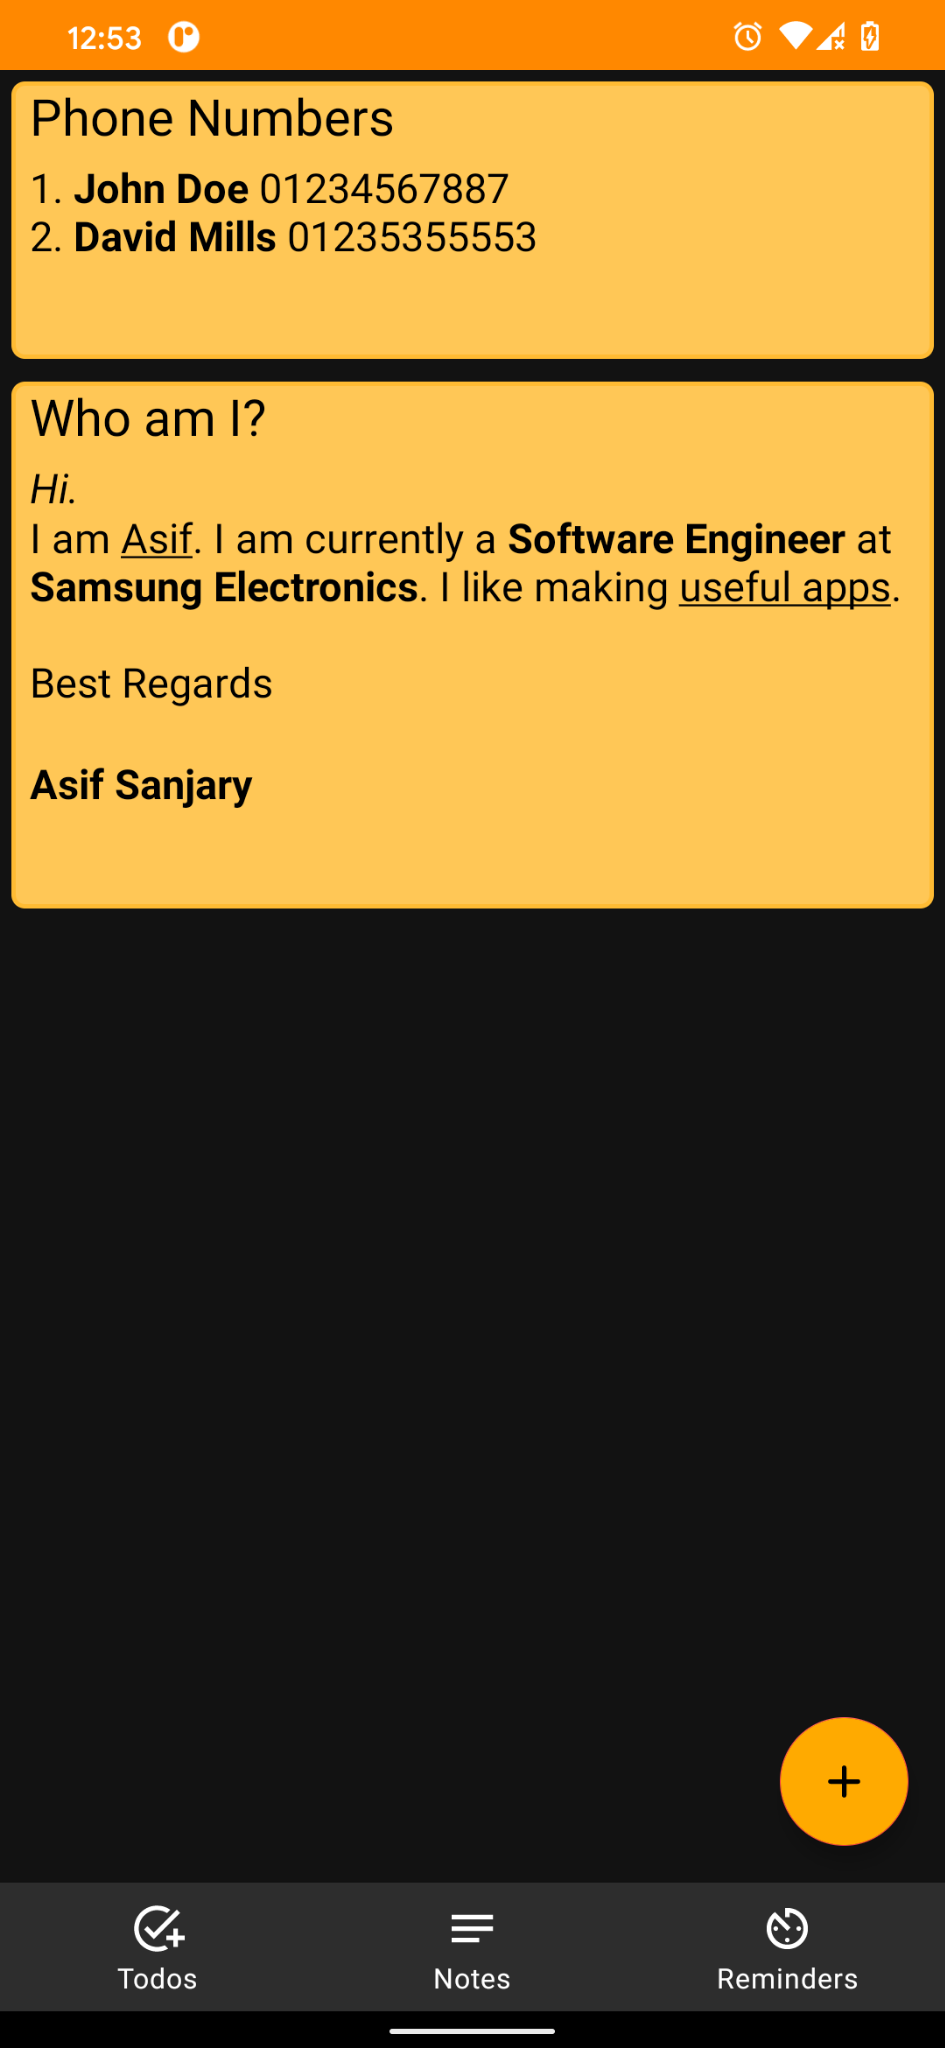 12:53
Phone Numbers
1. John Doe 01234567887
2. David Mills 01235355553
Who am I?
Hi.
I am Asif. I am currently a Software Engineer at
Samsung Electronics. I like making useful apps.
Best Regards
Asif Sanjary
Todos
Notes
Reminders